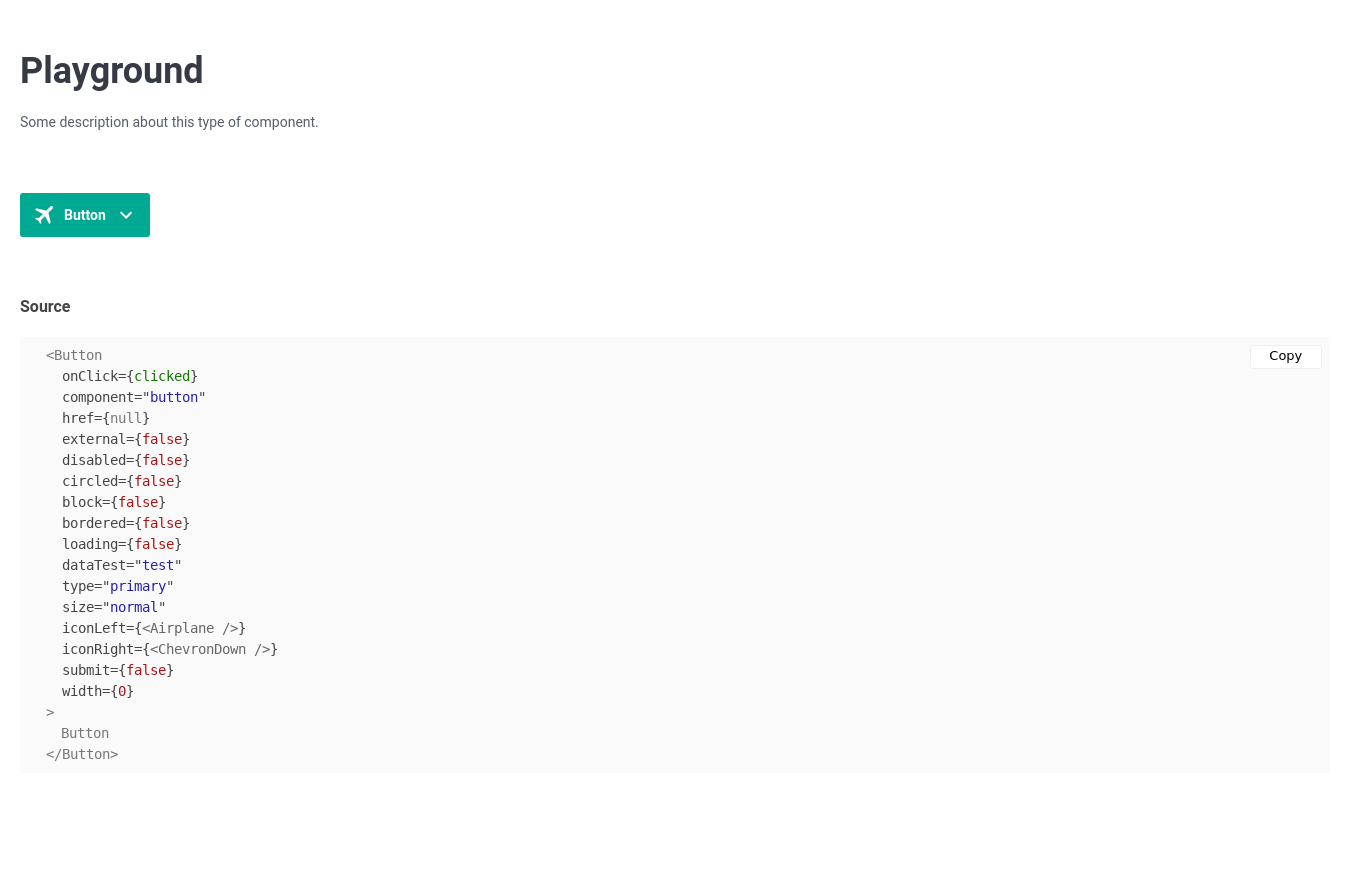 Playground
Some description about this type of component.
Button
Source
Copy
<Button
  onClick={clicked}
  component="button"
  href={null}
  external={false}
  disabled={false}
  circled={false}
  block={false}
  bordered={false}
  loading={false}
  dataTest="test"
  type="primary"
  size="normal"
  iconLeft={<Airplane />}
  iconRight={<ChevronDown />}
  submit={false}
  width={0}
>
  Button
</Button>